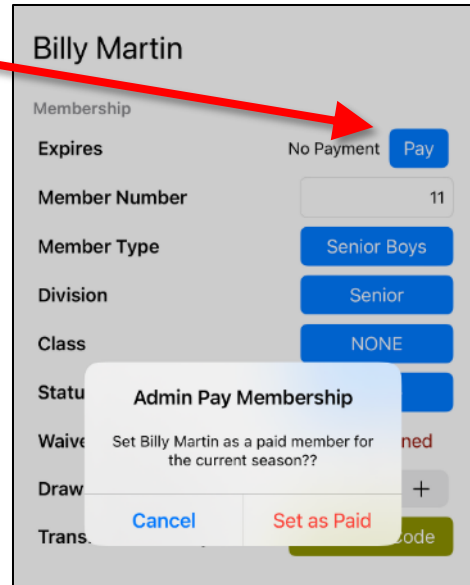 Billy Martin
Membership
Expires No Payment Pay
Member Number 11
Member Type Senior Boys
Division Senior
Class NONE
Admin Pay Membership
Set Billy Martin as a paid member for
the current season??
Cancel Set as Paid
+